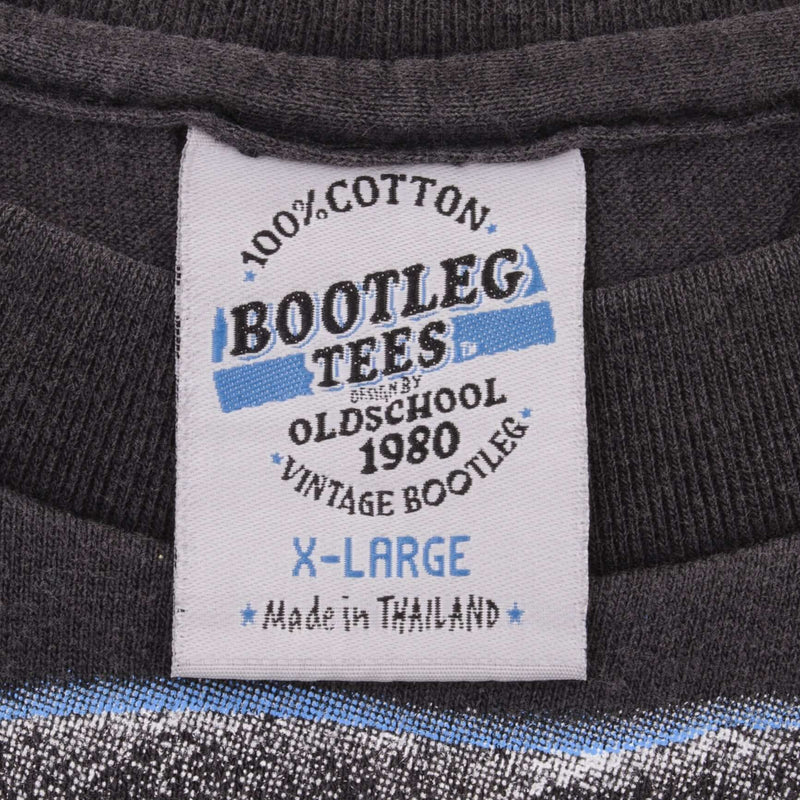 100% COTTON
BOOTLEG
TEES
DESIGN BY
OLDSCHOOL
1980
VINTAGE BOOTLEG
X-LARGE
Made in THAILAND